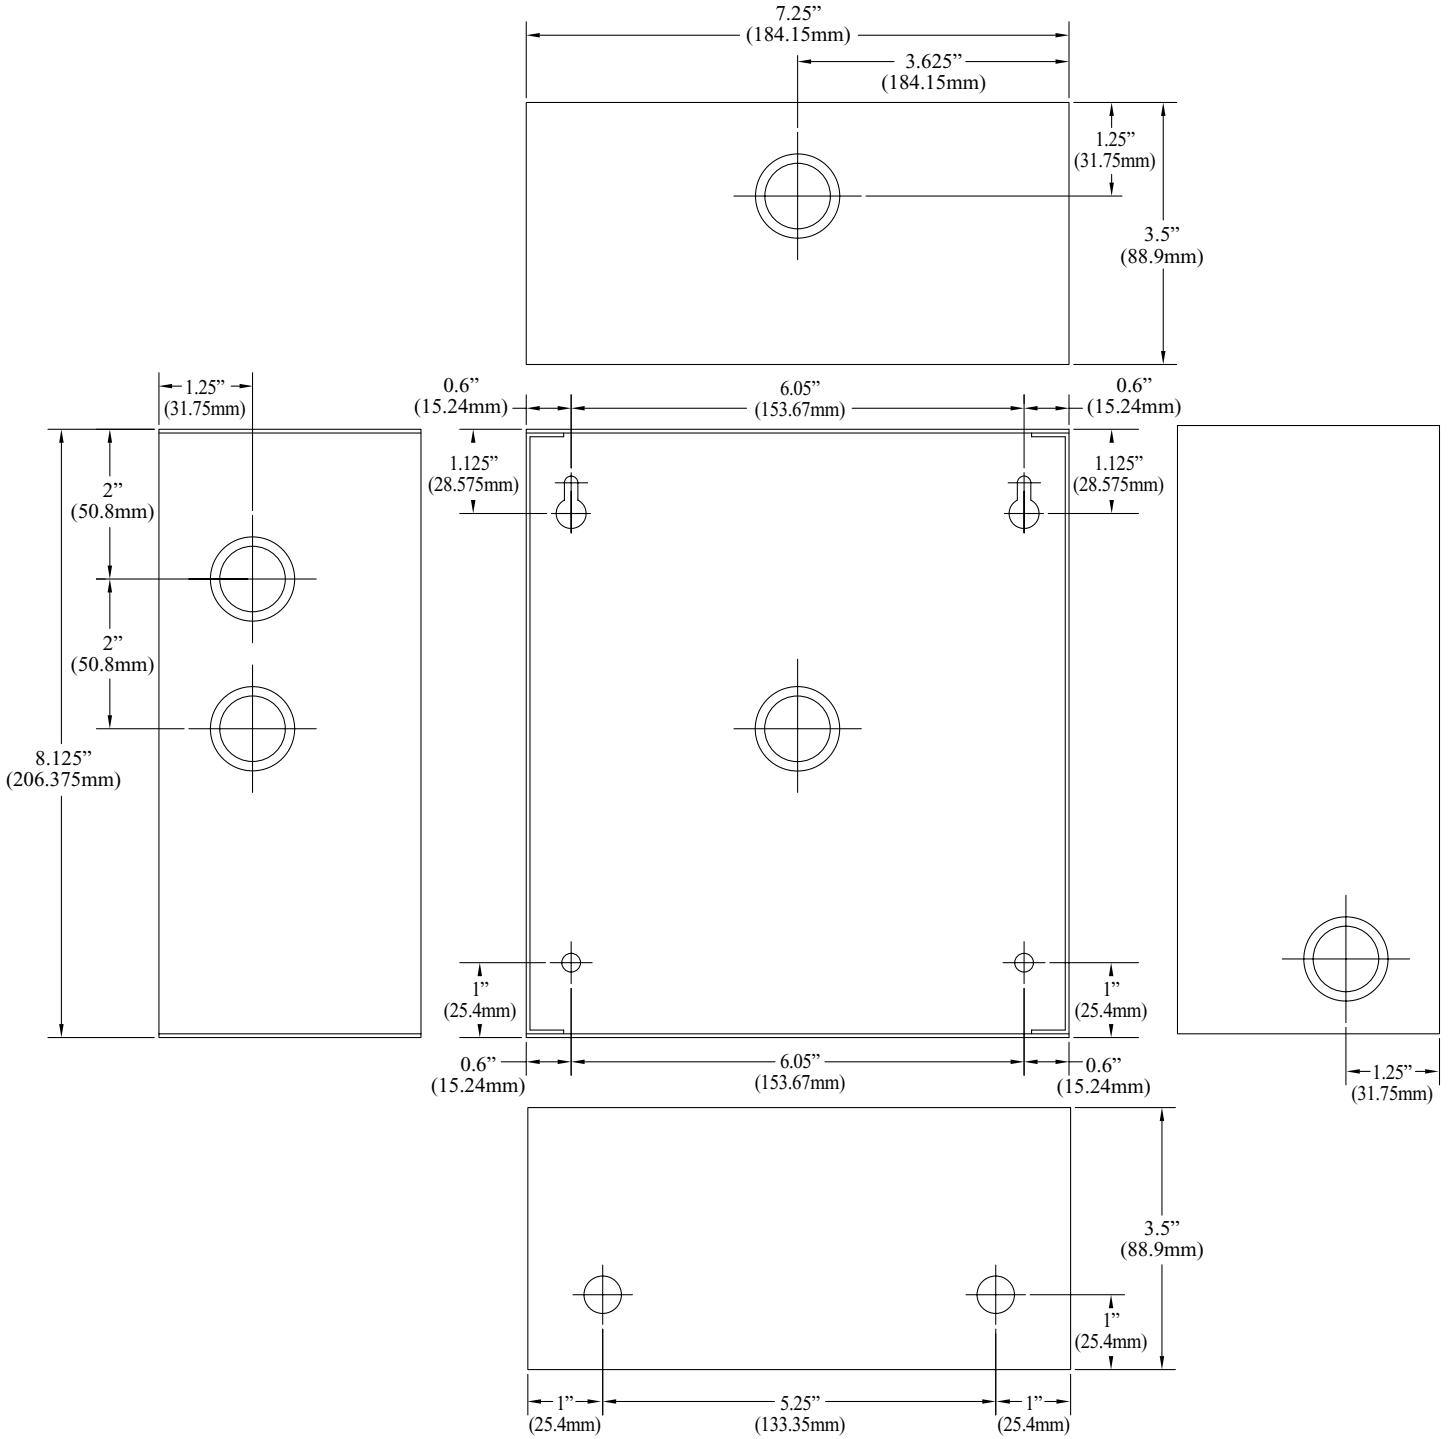 7.25”
(184.15mm)
3.625”
(184.15mm)
1.25”
(31.75mm)
3.5”
(88.9mm)
1.25”
(31.75mm)
0.6”
(15.24mm)
6.05”
(153.67mm)
0.6”
(15.24mm)
2”
(50.8mm)
1.125”
(28.575mm)
1.125”
(28.575mm)
2”
(50.8mm)
8.125”
(206.375mm)
1”
(25.4mm)
1”
(25.4mm)
0.6”
(15.24mm)
6.05”
(153.67mm)
0.6”
(15.24mm)
1.25”
(31.75mm)
3.5”
(88.9mm)
1”
(25.4mm)
1”
(25.4mm)
5.25”
(133.35mm)
1”
(25.4mm)